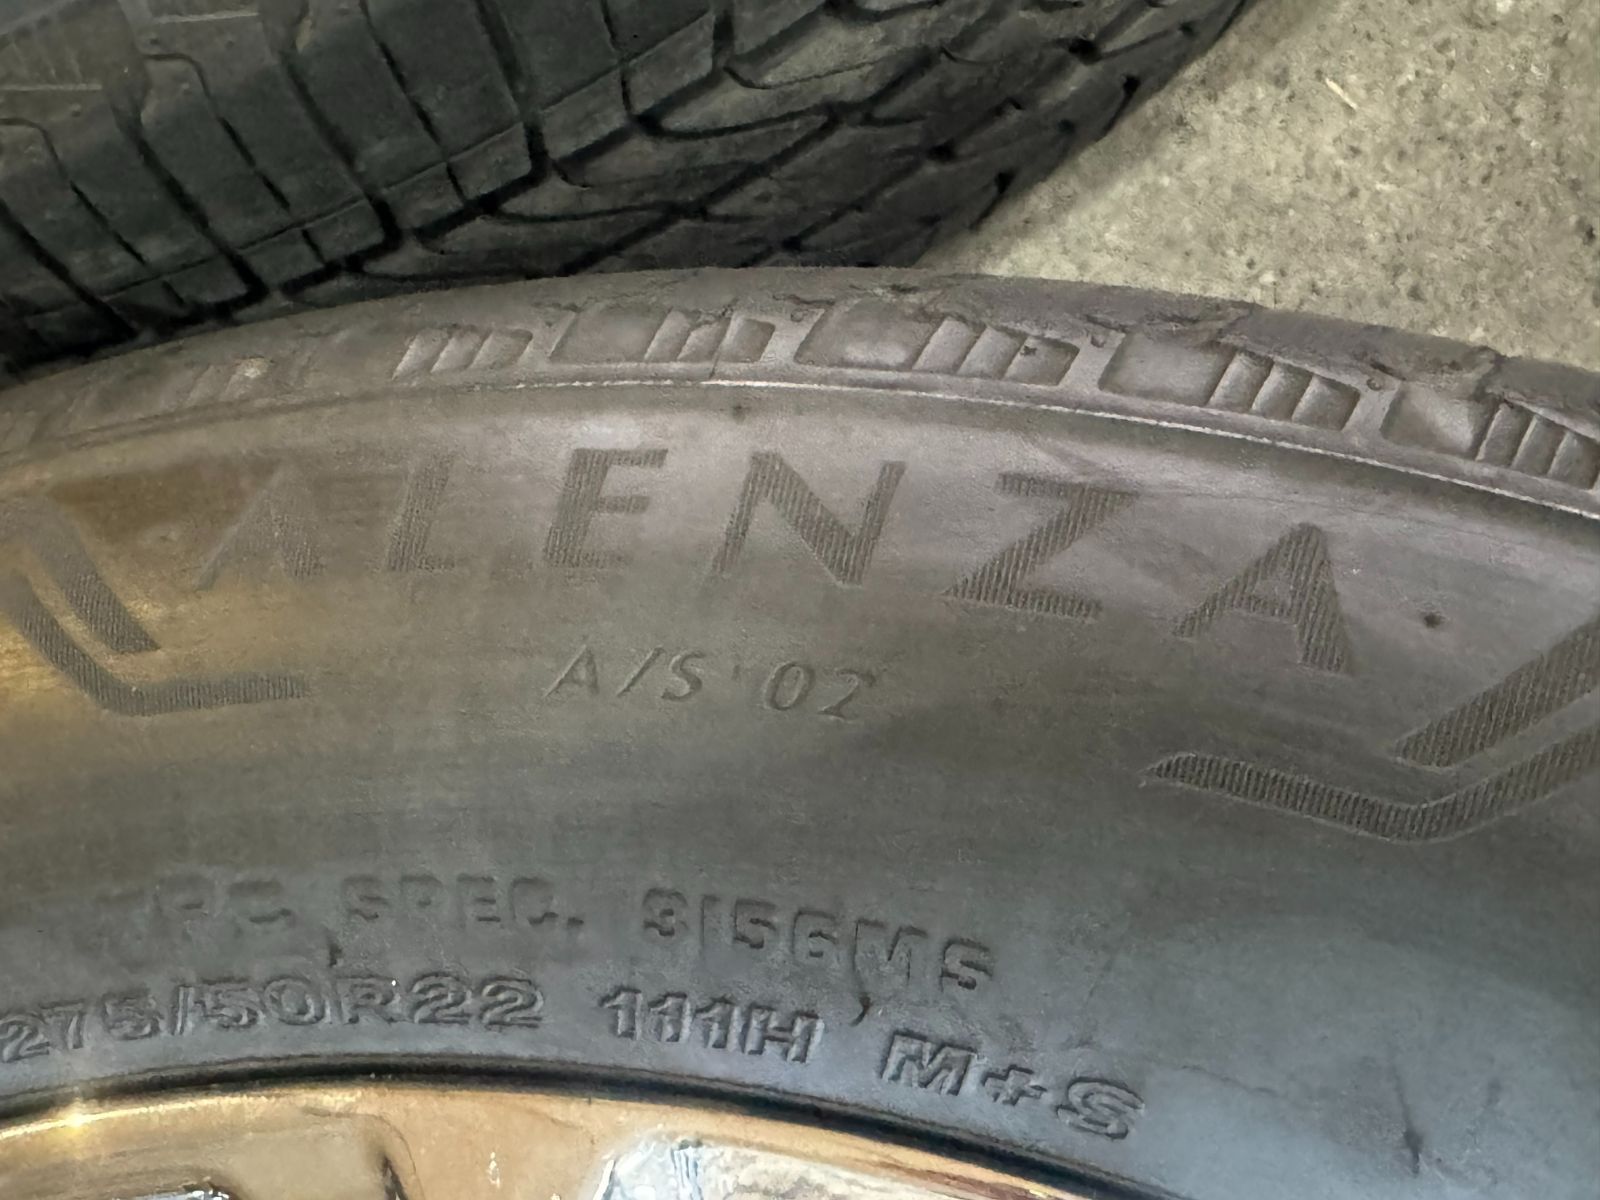 ALENZA
A/S 02
TPC SPEC. 3156MS
275/50R22 111H M+S